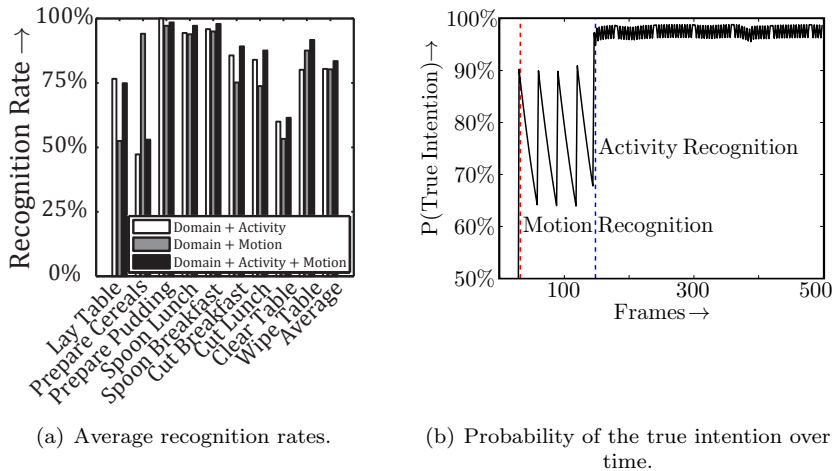 100%
75%
50%
25%
0%
Recognition Rate →
Domain + Activity
Domain + Motion
Domain + Activity + Motion
Lay Table
Prepare Cereals
Prepare Pudding
Spoon Lunch
Spoon Breakfast
Cut Breakfast
Cut Lunch
Clear Table
Wipe Table
Average
(a) Average recognition rates.
100%
90%
80%
70%
60%
50%
P(True Intention)→
Activity Recognition
Motion Recognition
100 300 500
Frames→
(b) Probability of the true intention over
time.